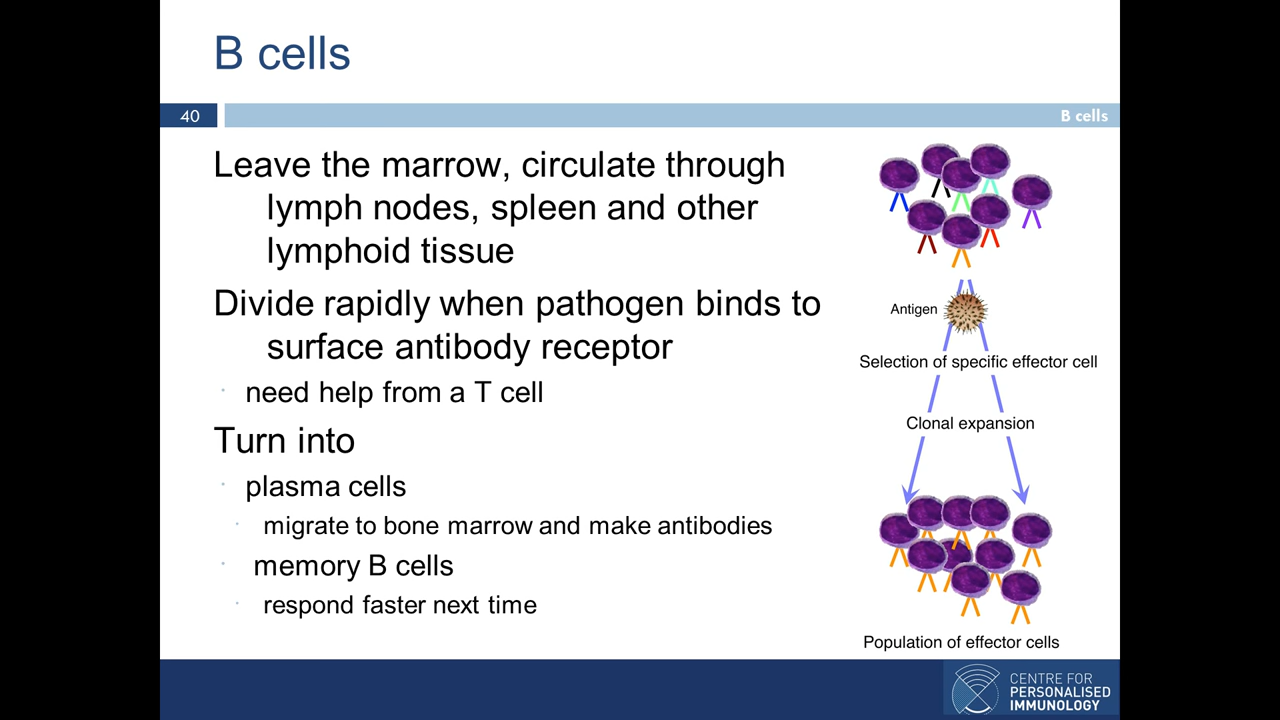 B cells
40
B cells
Leave the marrow, circulate through
lymph nodes, spleen and other
lymphoid tissue
Divide rapidly when pathogen binds to
surface antibody receptor
need help from a T cell
Turn into
plasma cells
migrate to bone marrow and make antibodies
memory B cells
respond faster next time
Antigen
Selection of specific effector cell
Clonal expansion
Population of effector cells
CENTRE FOR
PERSONALISED
IMMUNOLOGY